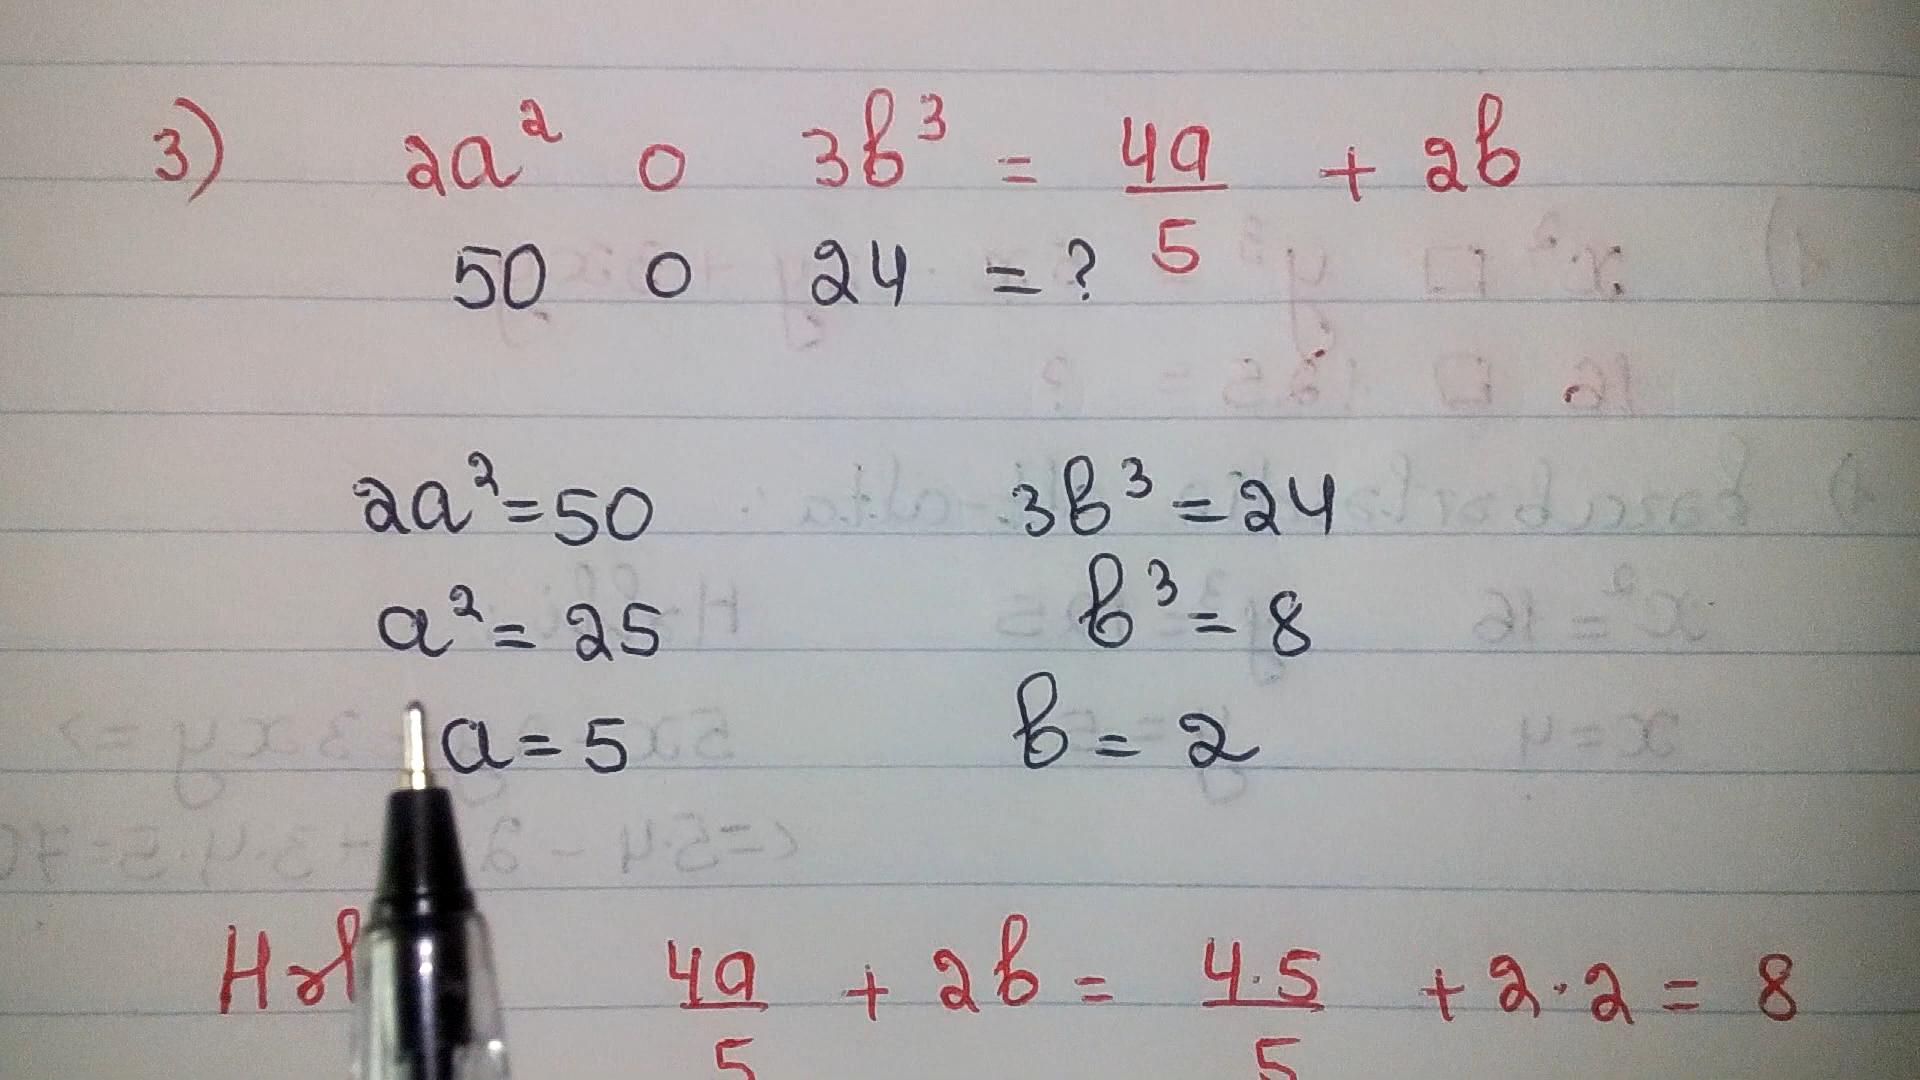 3) 2a² o 3b³ = 4a/5 + 2b
50 o 24 = ?
2a² = 50 3b³ = 24
a² = 25 b³ = 8
a = 5 b = 2
4a/5 + 2b = 4·5/5 + 2·2 = 8